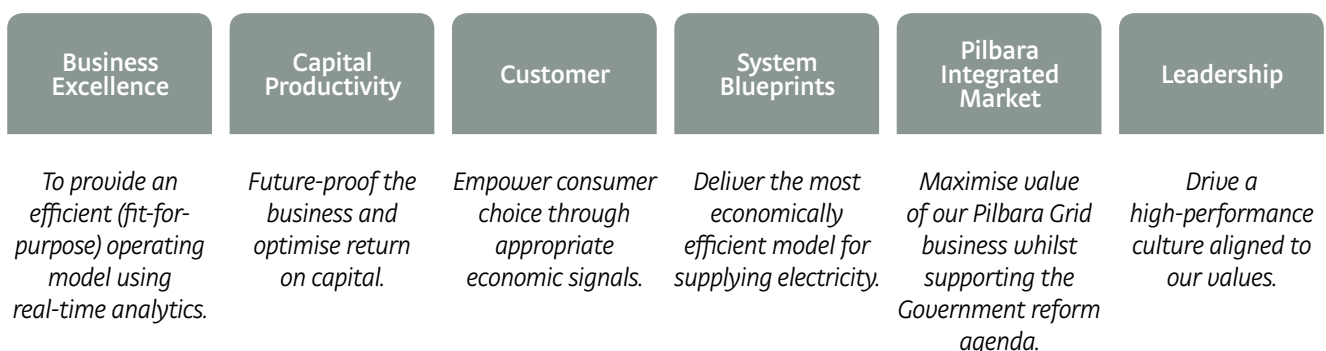 Business
Excellence
To provide an
efficient (fit-for-
purpose) operating
model using
real-time analytics.
Capital
Productivity
Future-proof the
business and
optimise return
on capital.
Customer
Empower consumer
choice through
appropriate
economic signals.
System
Blueprints
Deliver the most
economically
efficient model for
supplying electricity.
Pilbara
Integrated
Market
Maximise value
of our Pilbara Grid
business whilst
supporting the
Government reform
agenda.
Leadership
Drive a
high-performance
culture aligned to
our values.